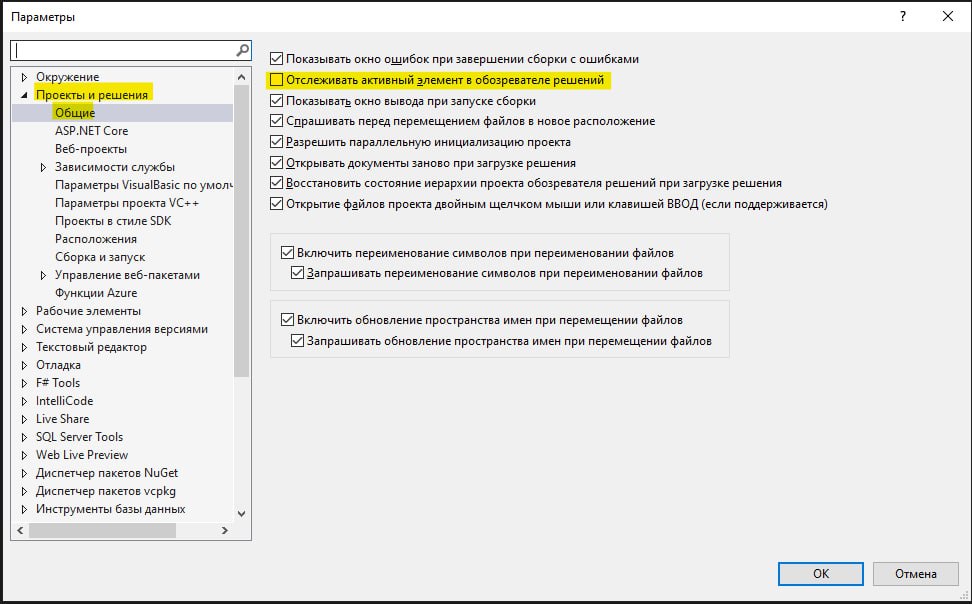 Параметры
?
Окружение
Проекты и решения
Общие
ASP.NET Core
Веб-проекты
Зависимости службы
Параметры VisualBasic по умолч
Параметры проекта VC++
Проекты в стиле SDK
Расположения
Сборка и запуск
Управление веб-пакетами
Функции Azure
Рабочие элементы
Система управления версиями
Текстовый редактор
Отладка
F# Tools
IntelliCode
Live Share
SQL Server Tools
Web Live Preview
Диспетчер пакетов NuGet
Диспетчер пакетов vcpkg
Инструменты базы данных
Показывать окно ошибок при завершении сборки с ошибками
Отслеживать активный элемент в обозревателе решений
Показывать окно вывода при запуске сборки
Спрашивать перед перемещением файлов в новое расположение
Разрешить параллельную инициализацию проекта
Открывать документы заново при загрузке решения
Восстановить состояние иерархии проекта обозревателя решений при загрузке решения
Открытие файлов проекта двойным щелчком мыши или клавишей ВВОД (если поддерживается)
Включить переименование символов при переименовании файлов
Запрашивать переименование символов при переименовании файлов
Включить обновление пространства имен при перемещении файлов
Запрашивать обновление пространства имен при перемещении файлов
ОК
Отмена